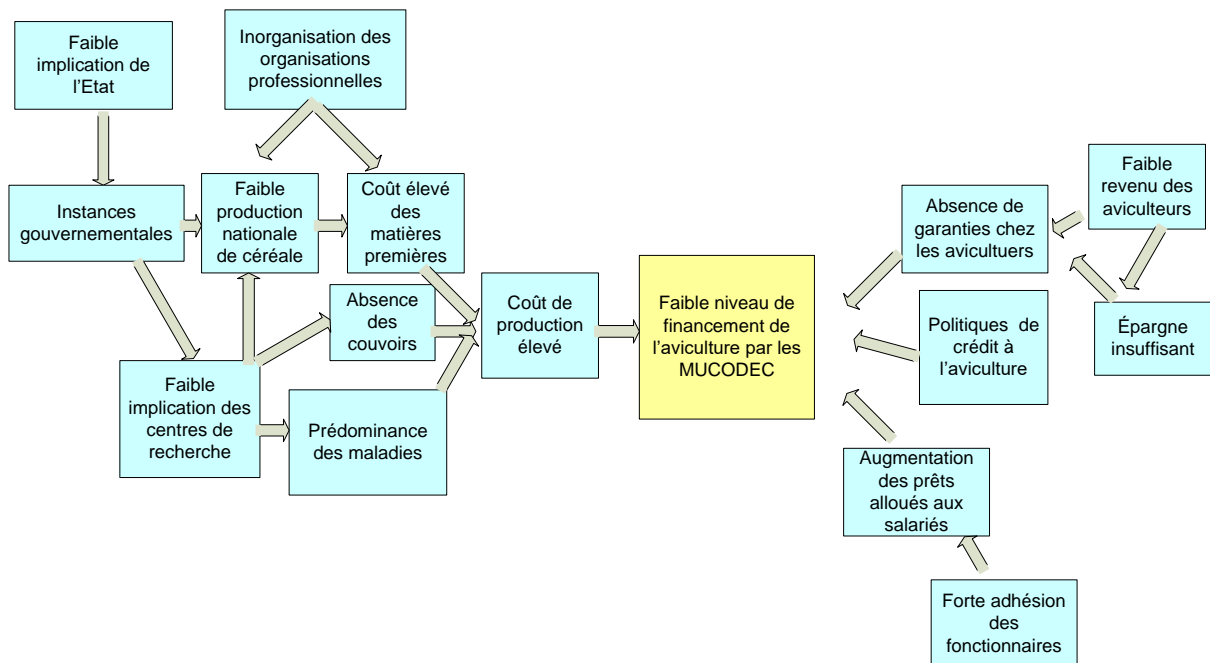 Faible
implication de
l'Etat
Inorganisation des
organisations
professionnelles
Instances
gouvernementales
Faible
production
nationale
de céréale
Coût élevé
des
matières
premières
Absence
des
couvoirs
Coût de
production
élevé
Faible
implication des
centres de
recherche
Prédominance
des maladies
Faible niveau de
financement de
l'aviculture par les
MUCODEC
Absence de
garanties chez
les avicultuers
Faible
revenu des
aviculteurs
Politiques de
crédit à
l'aviculture
Épargne
insuffisant
Augmentation
des prêts
alloués aux
salariés
Forte adhésion
des
fonctionnaires